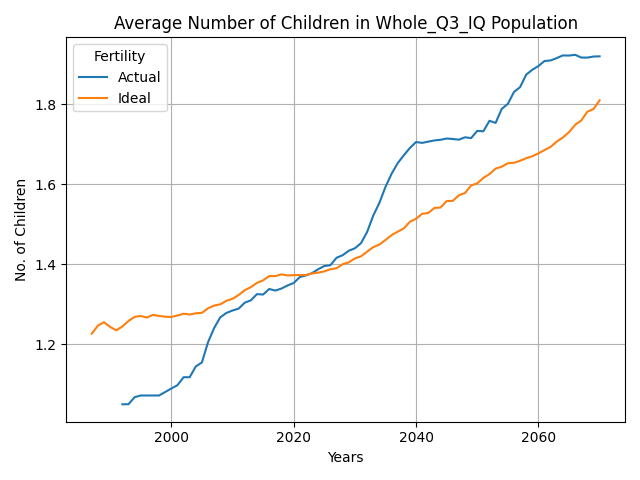 Average Number of Children in Whole_Q3_IQ Population
Fertility
Actual
Ideal
No. of Children
1.8
1.6
1.4
1.2
2000 2020 2040 2060
Years